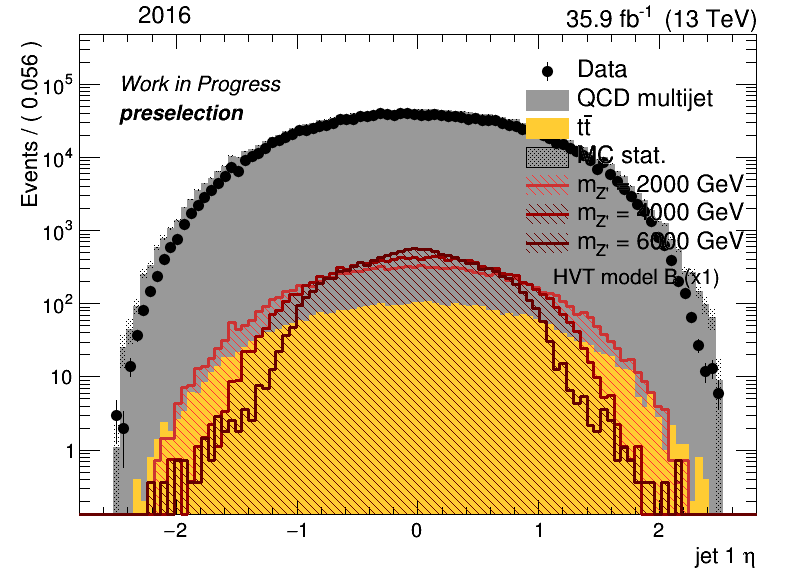 2016 35.9 fb⁻¹ (13 TeV)
Events / ( 0.056 )
Work in Progress
preselection
Data
QCD multijet
tt̄
MC stat.
m_Z' = 2000 GeV
m_Z' = 4000 GeV
m_Z' = 6000 GeV
HVT model B (x1)
10⁵
10⁴
10³
10²
10
1
−2 −1 0 1 2
jet 1 η